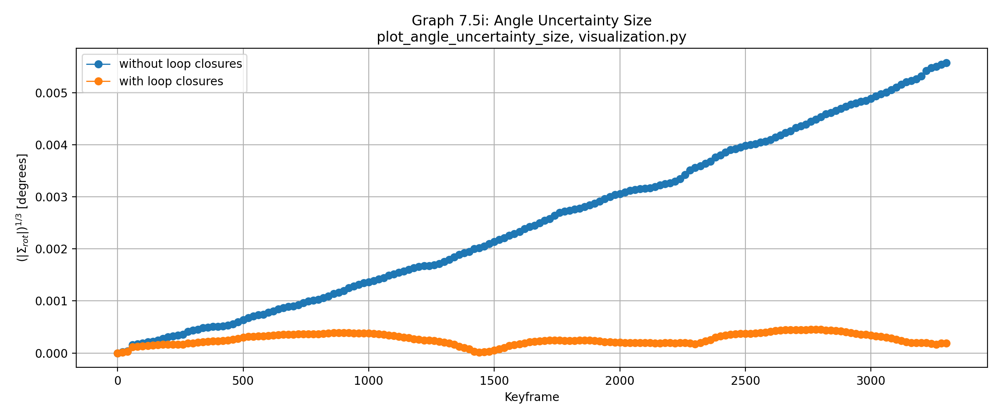 Graph 7.5i: Angle Uncertainty Size
plot_angle_uncertainty_size, visualization.py
without loop closures
with loop closures
(|Σ_{rot}|)^{1/3} [degrees]
0.005
0.004
0.003
0.002
0.001
0.000
0 500 1000 1500 2000 2500 3000
Keyframe